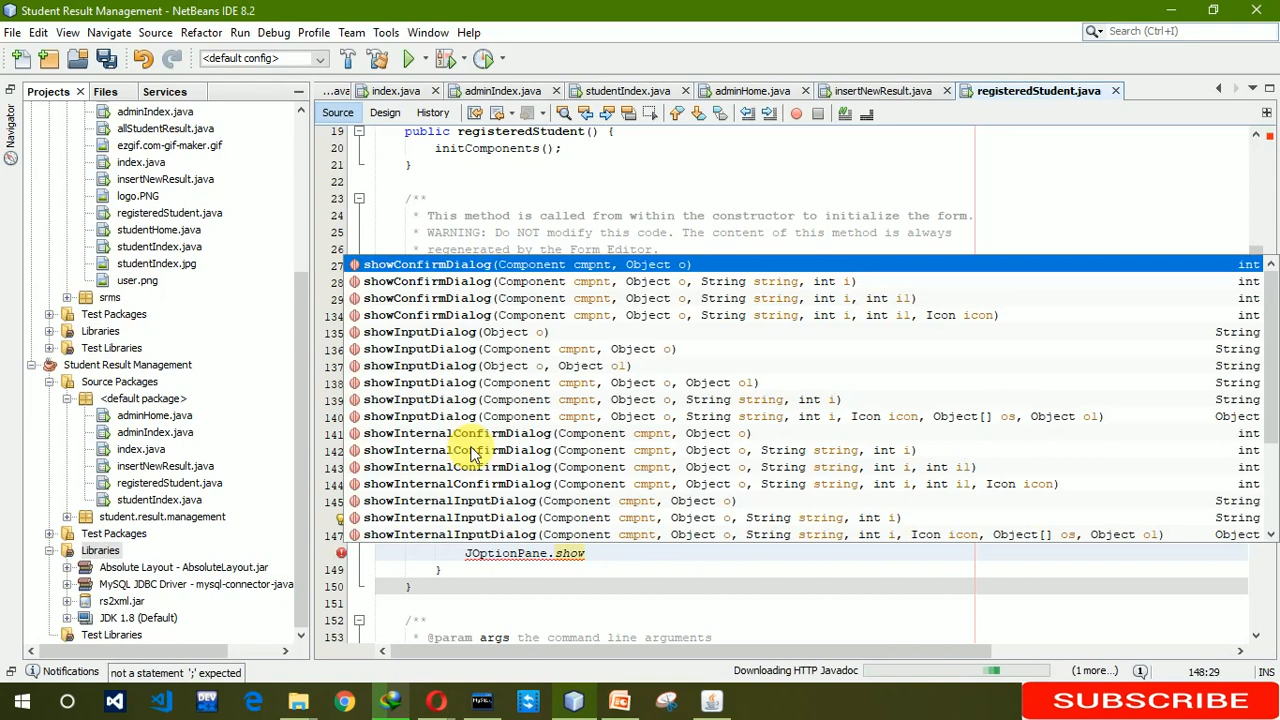 Student Result Management - NetBeans IDE 8.2
File Edit View Navigate Source Refactor Run Debug Profile Team Tools Window Help
Search (Ctrl+I)
<default config>
Projects Files Services
...ava index.java adminIndex.java studentIndex.java adminHome.java insertNewResult.java registeredStudent.java
Source Design History
Navigator
adminIndex.java
allStudentResult.java
ezgif.com-gif-maker.gif
index.java
insertNewResult.java
logo.PNG
registeredStudent.java
studentHome.java
studentIndex.java
studentIndex.jpg
user.png
srms
Test Packages
Libraries
Test Libraries
Student Result Management
Source Packages
<default package>
adminHome.java
adminIndex.java
index.java
insertNewResult.java
registeredStudent.java
studentIndex.java
student.result.management
Test Packages
Libraries
Absolute Layout - AbsoluteLayout.jar
MySQL JDBC Driver - mysql-connector-java
rs2xml.jar
JDK 1.8 (Default)
Test Libraries
19 public registeredStudent() {
20 initComponents();
21 }
22
23 /**
24 * This method is called from within the constructor to initialize the form.
25 * WARNING: Do NOT modify this code. The content of this method is always
26 * regenerated by the Form Editor.
27 showConfirmDialog(Component cmpnt, Object o) int
28 showConfirmDialog(Component cmpnt, Object o, String string, int i) int
29 showConfirmDialog(Component cmpnt, Object o, String string, int i, int i1) int
134 showConfirmDialog(Component cmpnt, Object o, String string, int i, int i1, Icon icon) int
135 showInputDialog(Object o) String
136 showInputDialog(Component cmpnt, Object o) String
137 showInputDialog(Object o, Object o1) String
138 showInputDialog(Component cmpnt, Object o, Object o1) String
139 showInputDialog(Component cmpnt, Object o, String string, int i) String
140 showInputDialog(Component cmpnt, Object o, String string, int i, Icon icon, Object[] os, Object o1) Object
141 showInternalConfirmDialog(Component cmpnt, Object o) int
142 showInternalConfirmDialog(Component cmpnt, Object o, String string, int i) int
143 showInternalConfirmDialog(Component cmpnt, Object o, String string, int i, int i1) int
144 showInternalConfirmDialog(Component cmpnt, Object o, String string, int i, int i1, Icon icon) int
145 showInternalInputDialog(Component cmpnt, Object o) String
showInternalInputDialog(Component cmpnt, Object o, String string, int i) String
147 showInternalInputDialog(Component cmpnt, Object o, String string, int i, Icon icon, Object[] os, Object o1) Object
JOptionPane.show
149 }
150 }
151
152 /**
153 * @param args the command line arguments
Notifications not a statement ';' expected
Downloading HTTP Javadoc (1 more...) 1 148:29 INS
SUBSCRIBE